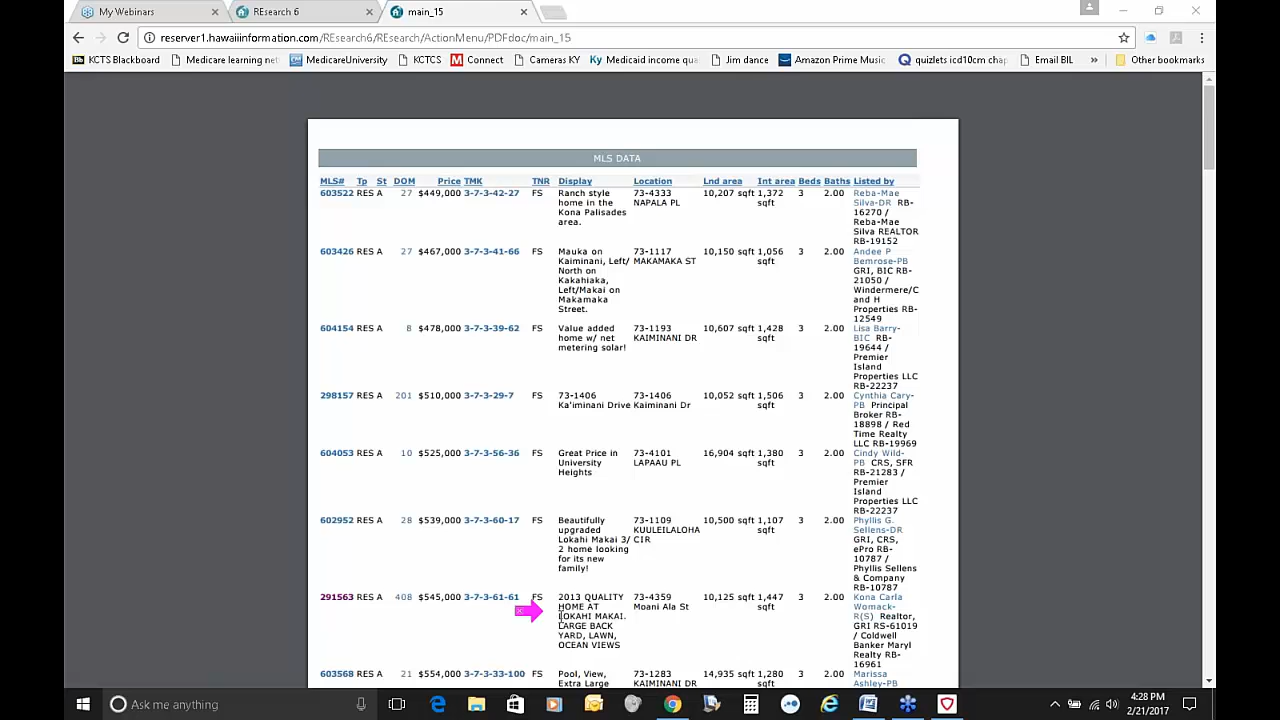 My Webinars
REsearch 6
main_15
reserver1.hawaiiinformation.com/REsearch6/REsearch/ActionMenu/PDFdoc/main_15
KCTS Blackboard
Medicare learning net
MedicareUniversity
KCTCS
Connect
Cameras KY
Medicaid income qua
Jim dance
Amazon Prime Music
quizlets icd10cm chap
Email BIL
»
Other bookmarks
MLS DATA
MLS# Tp St DOM Price TMK TNR Display Location Lnd area Int area Beds Baths Listed by
603522 RES A 27 $449,000 3-7-3-42-27 FS Ranch style 73-4333 10,207 sqft 1,372 3 2.00 Reba-Mae
home in the NAPALA PL sqft Silva-DR RB-
Kona Palisades 16270 /
area. Reba-Mae
Silva REALTOR
RB-19152
603426 RES A 27 $467,000 3-7-3-41-66 FS Mauka on 73-1117 10,150 sqft 1,056 3 2.00 Andee P
Kaiminani, Left/ MAKAMAKA ST sqft Bemrose-PB
North on GRI, BIC RB-
Kakahiaka, 21050 /
Left/Makai on Windermere/C
Makamaka and H
Street. Properties RB-
12549
604154 RES A 8 $478,000 3-7-3-39-62 FS Value added 73-1193 10,607 sqft 1,428 3 2.00 Lisa Barry-
home w/ net KAIMINANI DR sqft BIC RB-
metering solar! 19644 /
Premier
Island
Properties LLC
RB-22237
298157 RES A 201 $510,000 3-7-3-29-7 FS 73-1406 73-1406 10,052 sqft 1,506 3 2.00 Cynthia Cary-
Ka'iminani Drive Kaiminani Dr sqft PB Principal
Broker RB-
18898 / Red
Time Realty
LLC RB-19969
604053 RES A 10 $525,000 3-7-3-56-36 FS Great Price in 73-4101 16,904 sqft 1,380 3 2.00 Cindy Wild-
University LAPAAU PL sqft PB CRS, SFR
Heights RB-21283 /
Premier
Island
Properties LLC
RB-22237
602952 RES A 28 $539,000 3-7-3-60-17 FS Beautifully 73-1109 10,500 sqft 1,107 3 2.00 Phyllis G.
upgraded KUULEILALOHA sqft Sellens-DR
Lokahi Makai 3/ CIR GRI, CRS,
2 home looking ePro RB-
for its new 10787 /
family! Phyllis Sellens
& Company
RB-10787
291563 RES A 408 $545,000 3-7-3-61-61 FS 2013 QUALITY 73-4359 10,125 sqft 1,447 3 2.00 Kona Carla
HOME AT Moani Ala St sqft Womack-
LOKAHI MAKAI. R(S) Realtor,
LARGE BACK GRI RS-61019
YARD, LAWN, / Coldwell
OCEAN VIEWS Banker Maryl
Realty RB-
16961
603568 RES A 21 $554,000 3-7-3-33-100 FS Pool, View, 73-1283 14,935 sqft 1,280 3 2.00 Marissa
Extra Large KAIMINANI DR sqft Ashley-PB
Ask me anything
4:28 PM
2/21/2017